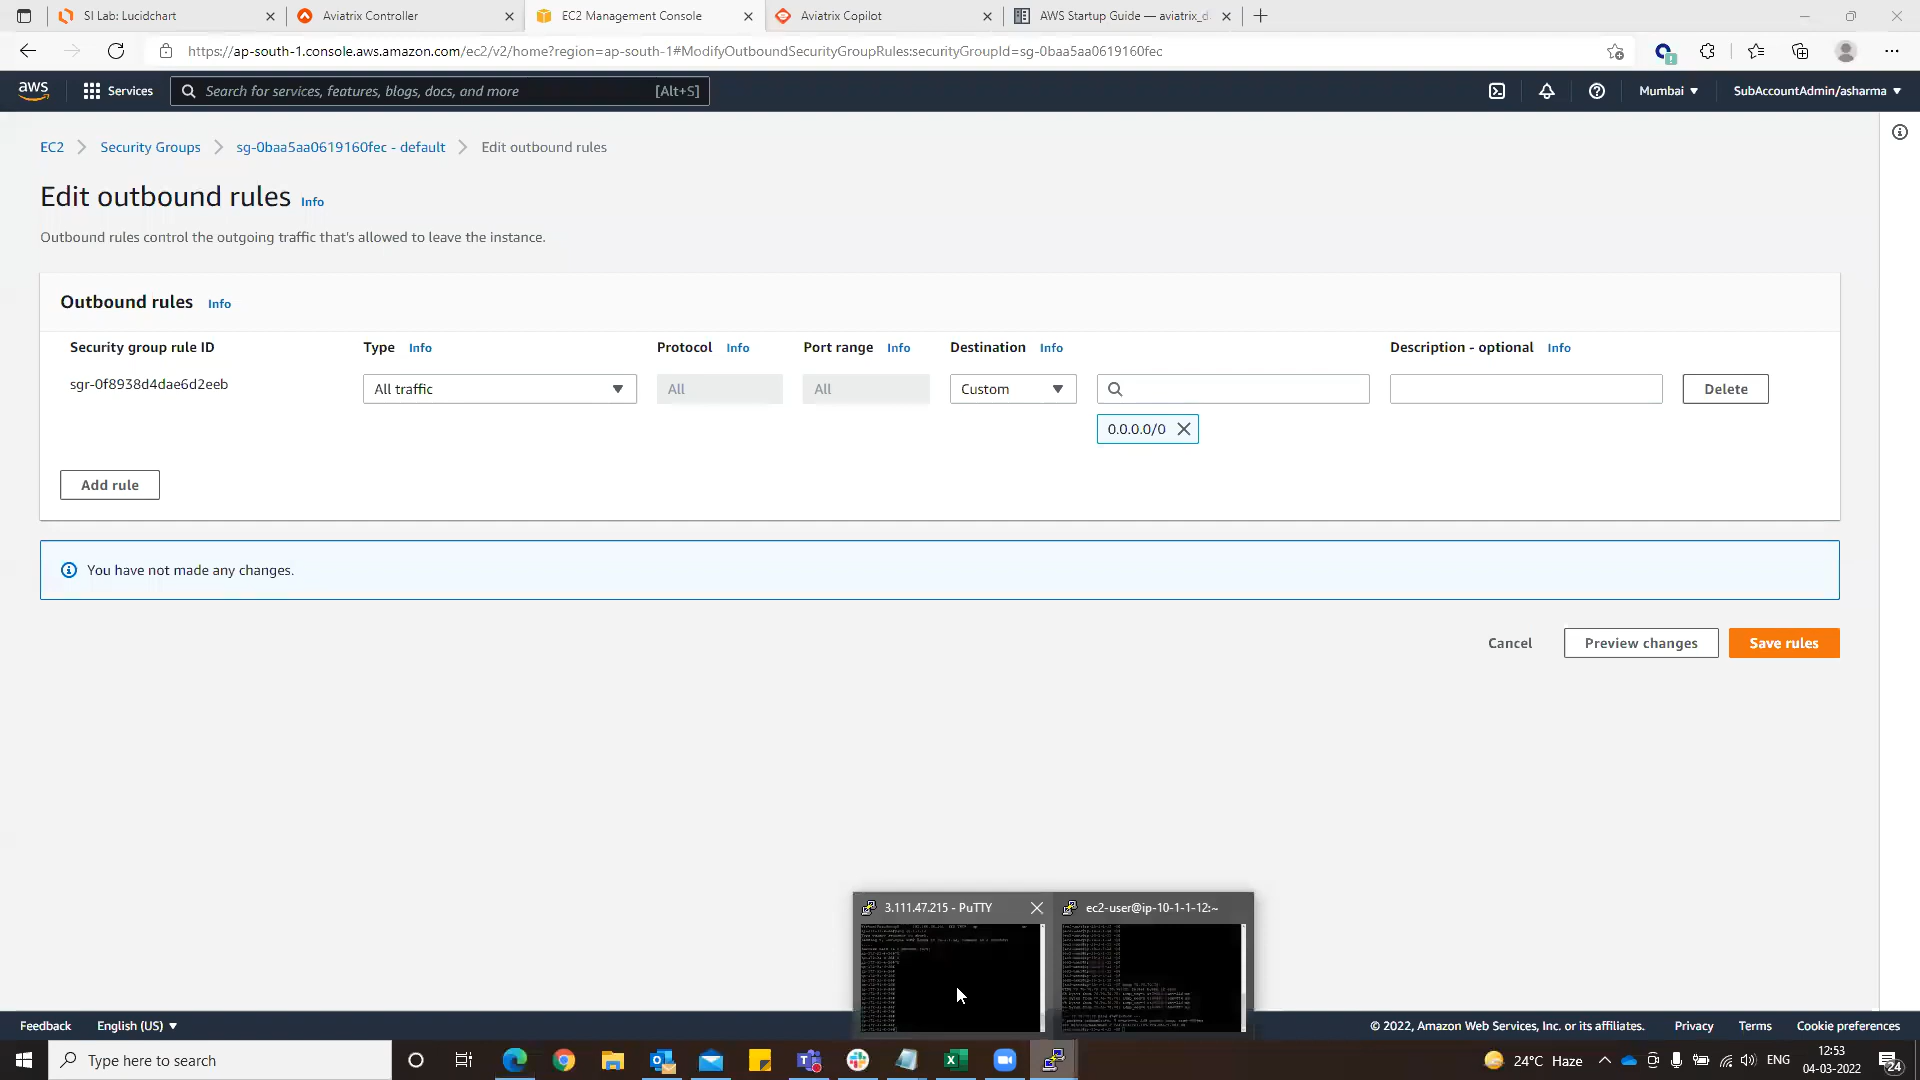 SI Lab: Lucidchart
Aviatrix Controller
EC2 Management Console
Aviatrix Copilot
AWS Startup Guide — aviatrix_d
https://ap-south-1.console.aws.amazon.com/ec2/v2/home?region=ap-south-1#ModifyOutboundSecurityGroupRules:securityGroupId=sg-0baa5aa0619160fec
aws
Services
Search for services, features, blogs, docs, and more
[Alt+S]
Mumbai
SubAccountAdmin/asharma
EC2
Security Groups
sg-0baa5aa0619160fec - default
Edit outbound rules
Edit outbound rules Info
Outbound rules control the outgoing traffic that's allowed to leave the instance.
Outbound rules Info
Security group rule ID
Type Info
Protocol Info
Port range Info
Destination Info
Description - optional Info
sgr-0f8938d4dae6d2eeb
All traffic
All
All
Custom
Delete
0.0.0.0/0
Add rule
You have not made any changes.
Cancel
Preview changes
Save rules
3.111.47.215 - PuTTY
ec2-user@ip-10-1-1-12:~
Feedback
English (US)
© 2022, Amazon Web Services, Inc. or its affiliates.
Privacy
Terms
Cookie preferences
Type here to search
24°C Haze
ENG
12:53
04-03-2022
24